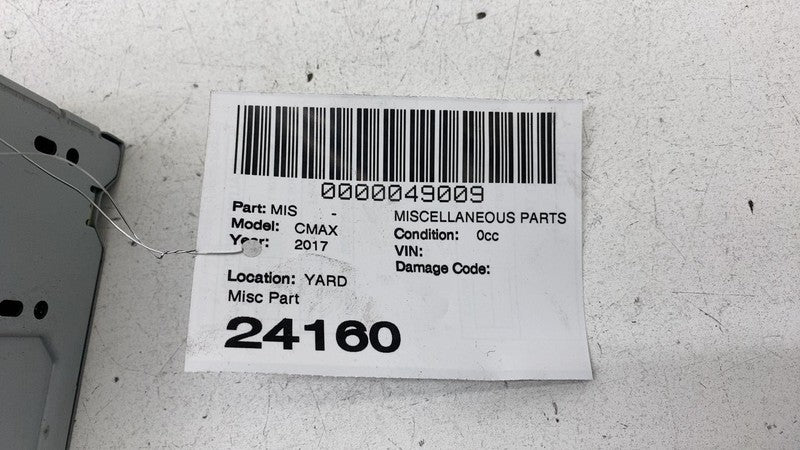 0000049009
Part: MIS - MISCELLANEOUS PARTS
Model: CMAX Condition: 0cc
Year: 2017 VIN:
Damage Code:
Location: YARD
Misc Part
24160